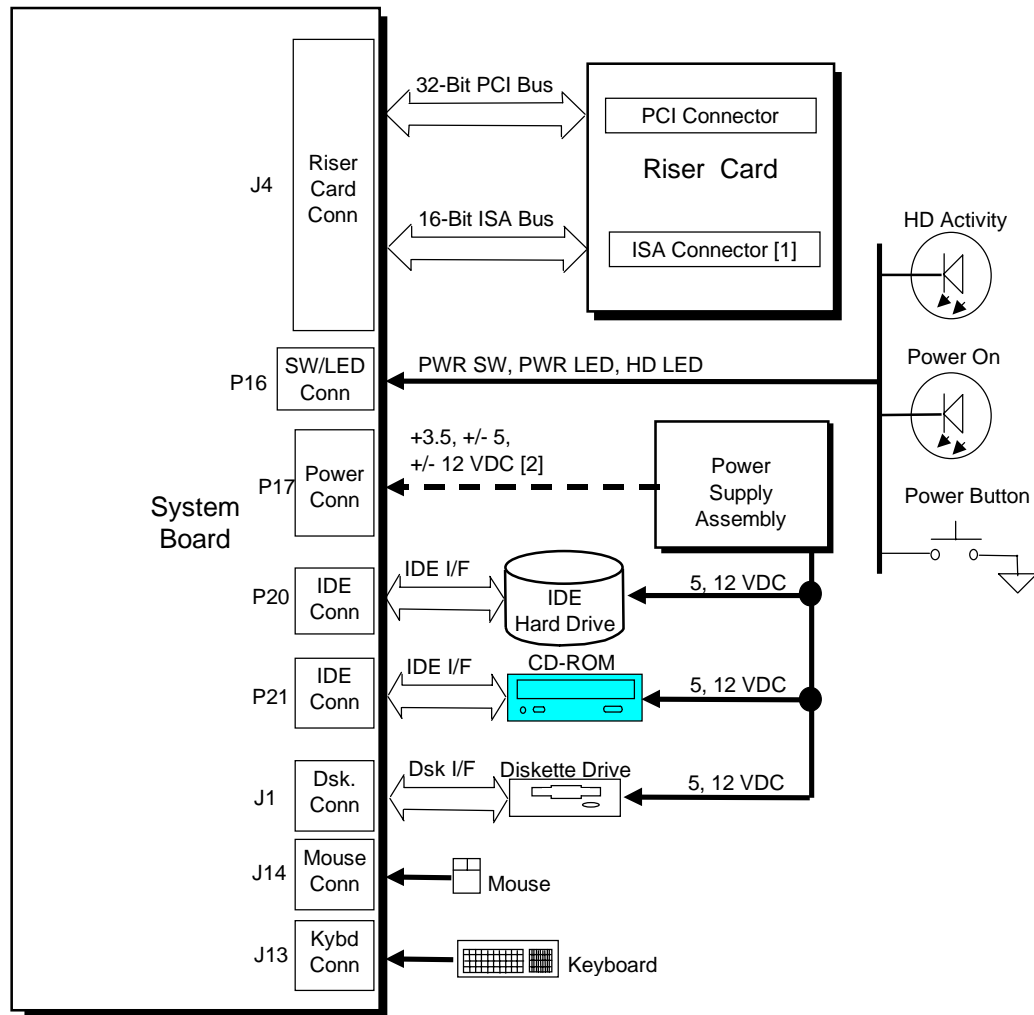 32-Bit PCI Bus
PCI Connector
Riser Card
J4
Riser
Card
Conn
16-Bit ISA Bus
ISA Connector [1]
HD Activity
P16
SW/LED
Conn
PWR SW, PWR LED, HD LED
Power On
P17
Power
Conn
+3.5, +/- 5,
+/- 12 VDC [2]
Power
Supply
Assembly
Power Button
System
Board
P20
IDE
Conn
IDE I/F
IDE
Hard Drive
5, 12 VDC
P21
IDE
Conn
IDE I/F
CD-ROM
5, 12 VDC
J1
Dsk.
Conn
Dsk I/F
Diskette Drive
5, 12 VDC
J14
Mouse
Conn
Mouse
J13
Kybd
Conn
Keyboard